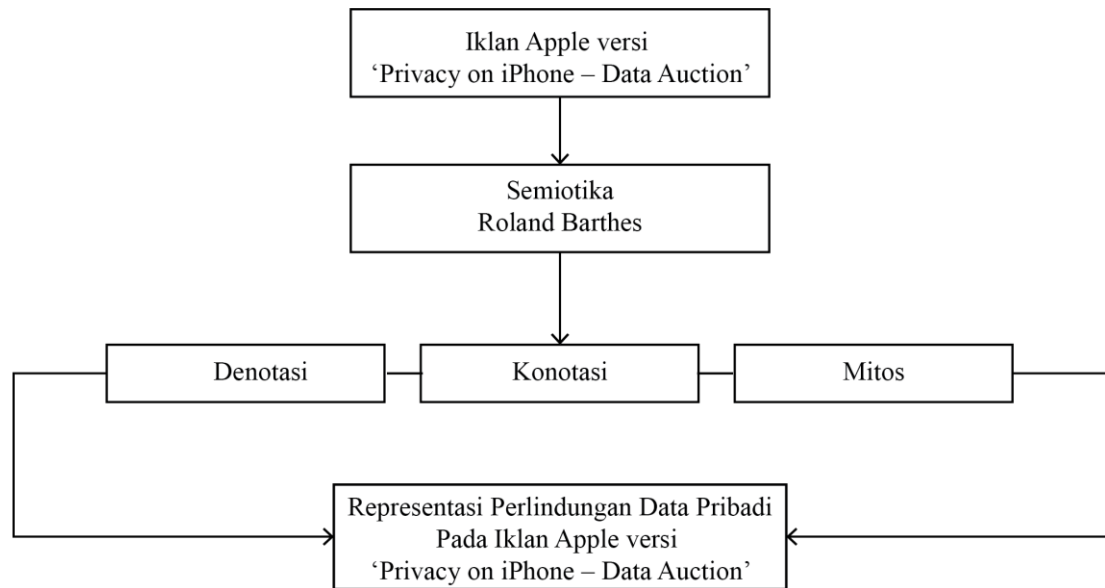 Iklan Apple versi
‘Privacy on iPhone – Data Auction’
Semiotika
Roland Barthes
Denotasi
Konotasi
Mitos
Representasi Perlindungan Data Pribadi
Pada Iklan Apple versi
‘Privacy on iPhone – Data Auction’